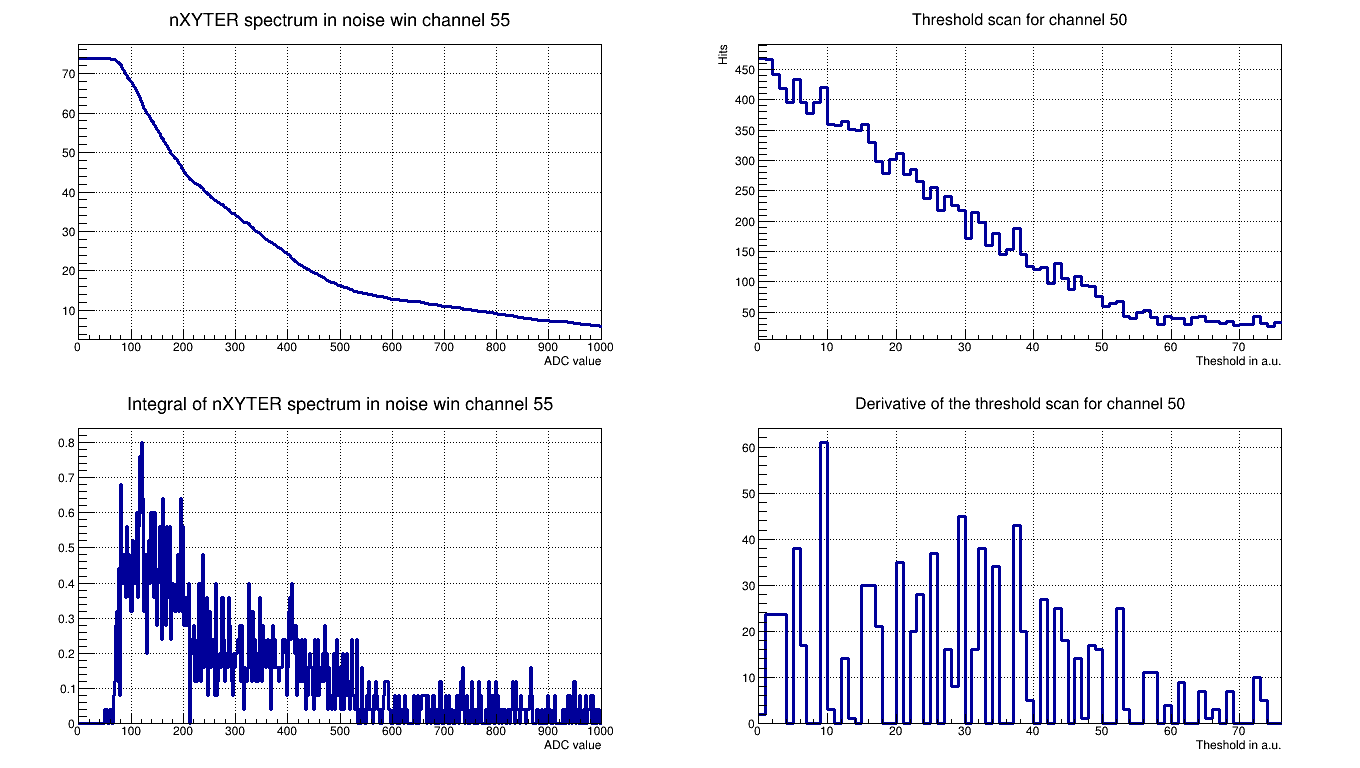 nXYTER spectrum in noise win channel 55
70
60
50
40
30
20
10
0 100 200 300 400 500 600 700 800 900 1000
ADC value
Threshold scan for channel 50
Hits
450
400
350
300
250
200
150
100
50
0 10 20 30 40 50 60 70
Theshold in a.u.
Integral of nXYTER spectrum in noise win channel 55
0.8
0.7
0.6
0.5
0.4
0.3
0.2
0.1
0
0 100 200 300 400 500 600 700 800 900 1000
ADC value
Derivative of the threshold scan for channel 50
60
50
40
30
20
10
0
0 10 20 30 40 50 60 70
Theshold in a.u.